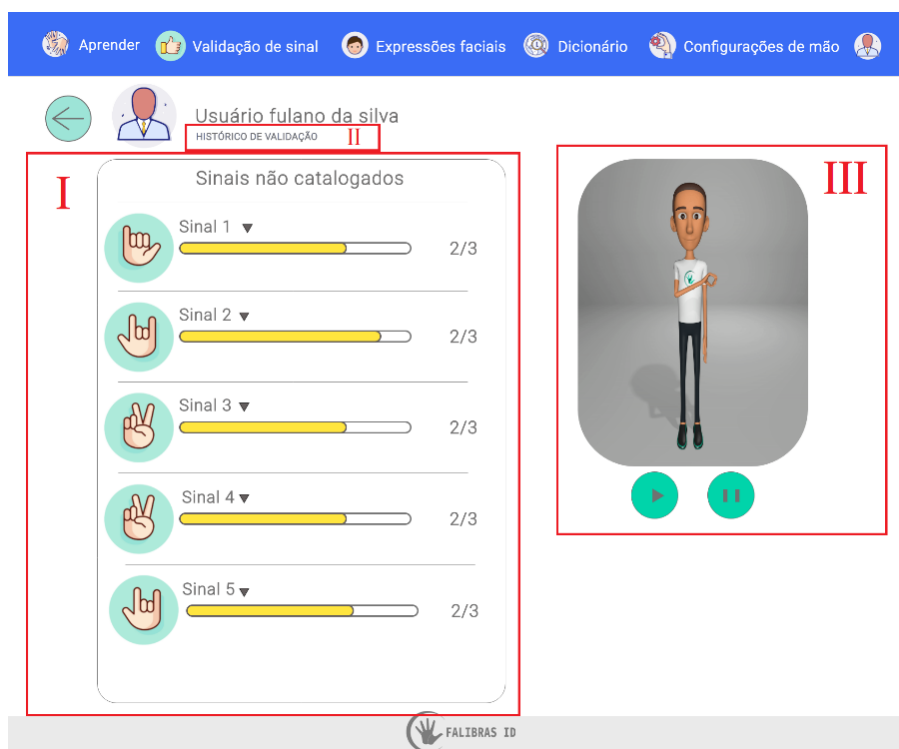 Aprender Validação de sinal Expressões faciais Dicionário Configurações de mão
Usuário fulano da silva
HISTÓRICO DE VALIDAÇÃO II
I
Sinais não catalogados
Sinal 1
2/3
Sinal 2
2/3
Sinal 3
2/3
Sinal 4
2/3
Sinal 5
2/3
III
FALIBRAS ID